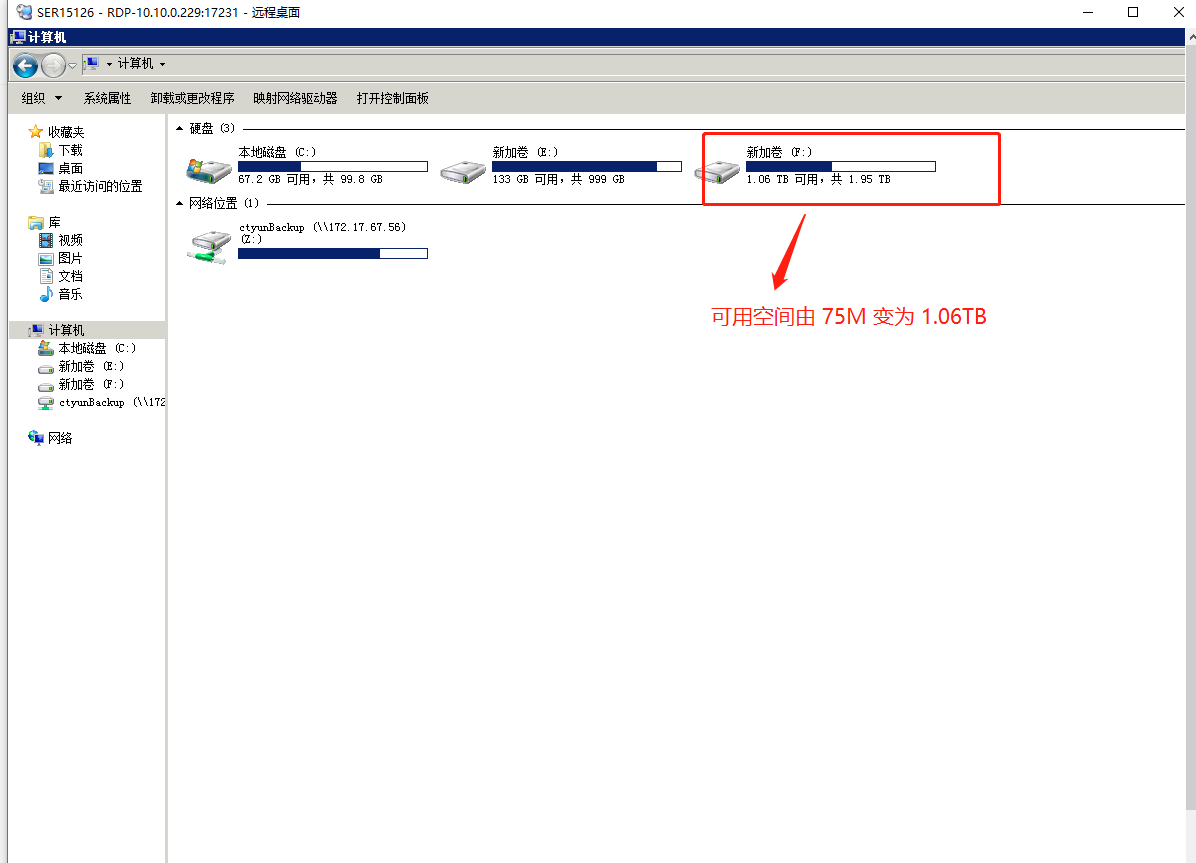 SER15126 - RDP-10.10.0.229:17231 - 远程桌面
计算机
计算机
组织 系统属性 卸载或更改程序 映射网络驱动器 打开控制面板
收藏夹
下载
桌面
最近访问的位置
库
视频
图片
文档
音乐
计算机
本地磁盘 (C:)
新加卷 (E:)
新加卷 (F:)
ctyunBackup (\\172
网络
硬盘 (3)
本地磁盘 (C:)
67.2 GB 可用，共 99.8 GB
新加卷 (E:)
133 GB 可用，共 999 GB
新加卷 (F:)
1.06 TB 可用，共 1.95 TB
网络位置 (1)
ctyunBackup (\\172.17.67.56)
(Z:)
可用空间由 75M 变为 1.06TB